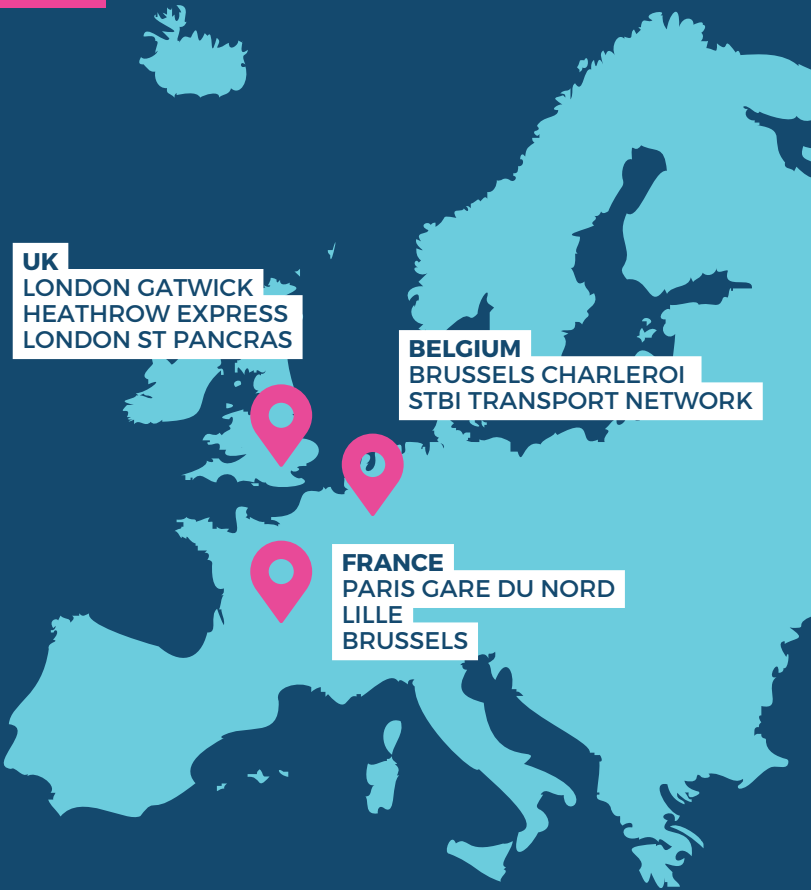 UK
LONDON GATWICK
HEATHROW EXPRESS
LONDON ST PANCRAS
BELGIUM
BRUSSELS CHARLEROI
STBI TRANSPORT NETWORK
FRANCE
PARIS GARE DU NORD
LILLE
BRUSSELS